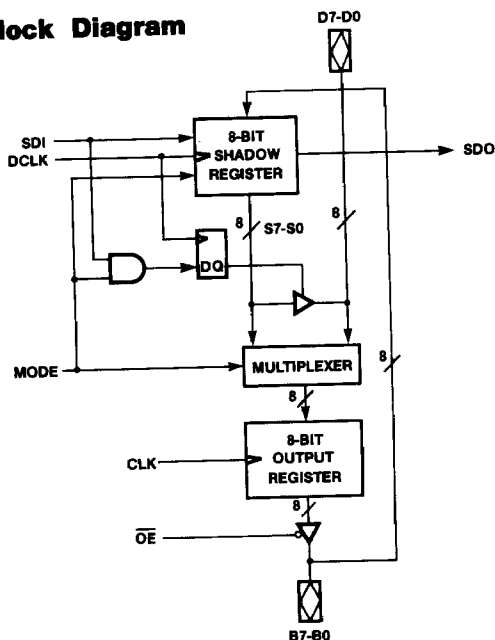 lock Diagram
D7-D0
SDI
DCLK
8-BIT
SHADOW
REGISTER
SDO
8
S7-S0
8
DQ
MODE
MULTIPLEXER
8
8
CLK
8-BIT
OUTPUT
REGISTER
8
OE
B7-B0